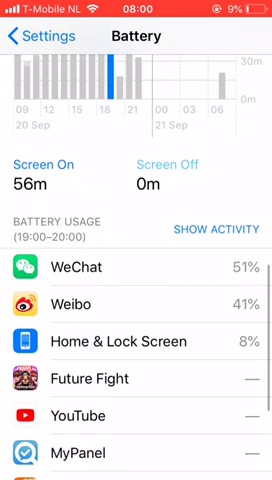 T-Mobile NL 08:00 9%
Settings Battery
30m
0m
09 12 15 18 21 00 03 06
20 Sep 21 Sep
Screen On Screen Off
56m 0m
BATTERY USAGE
(19:00–20:00) SHOW ACTIVITY
WeChat 51%
Weibo 41%
Home & Lock Screen 8%
Future Fight —
YouTube —
MyPanel —